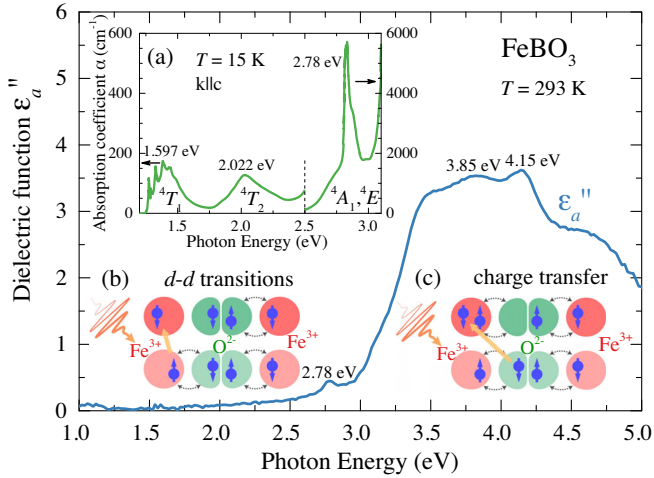 Dielectric function ε_a''
6
5
4
3
2
1
0
1.0 1.5 2.0 2.5 3.0 3.5 4.0 4.5 5.0
Photon Energy (eV)
FeBO₃
T = 293 K
3.85 eV
4.15 eV
ε_a''
2.78 eV
(a)
T = 15 K
k||c
Absorption coefficient α (cm⁻¹)
600
400
200
0
6000
4000
2000
0
2.78 eV
1.597 eV
2.022 eV
⁴T₁
⁴T₂
⁴A₁,⁴E
1.5 2.0 2.5 3.0
Photon Energy (eV)
(b)
d-d transitions
Fe³⁺
O²⁻
Fe³⁺
(c)
charge transfer
Fe³⁺
O²⁻
Fe³⁺